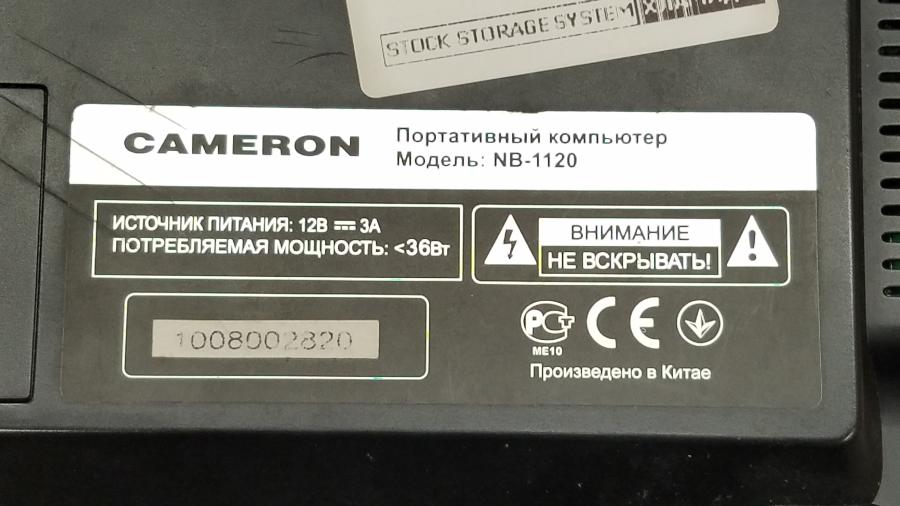 STOCK STORAGE SYSTEM
CAMERON
Портативный компьютер
Модель: NB-1120
ИСТОЧНИК ПИТАНИЯ: 12В ⎓ 3А
ПОТРЕБЛЯЕМАЯ МОЩНОСТЬ: <36Вт
ВНИМАНИЕ
НЕ ВСКРЫВАТЬ!
1008002820
РСТ CE
ME10
Произведено в Китае